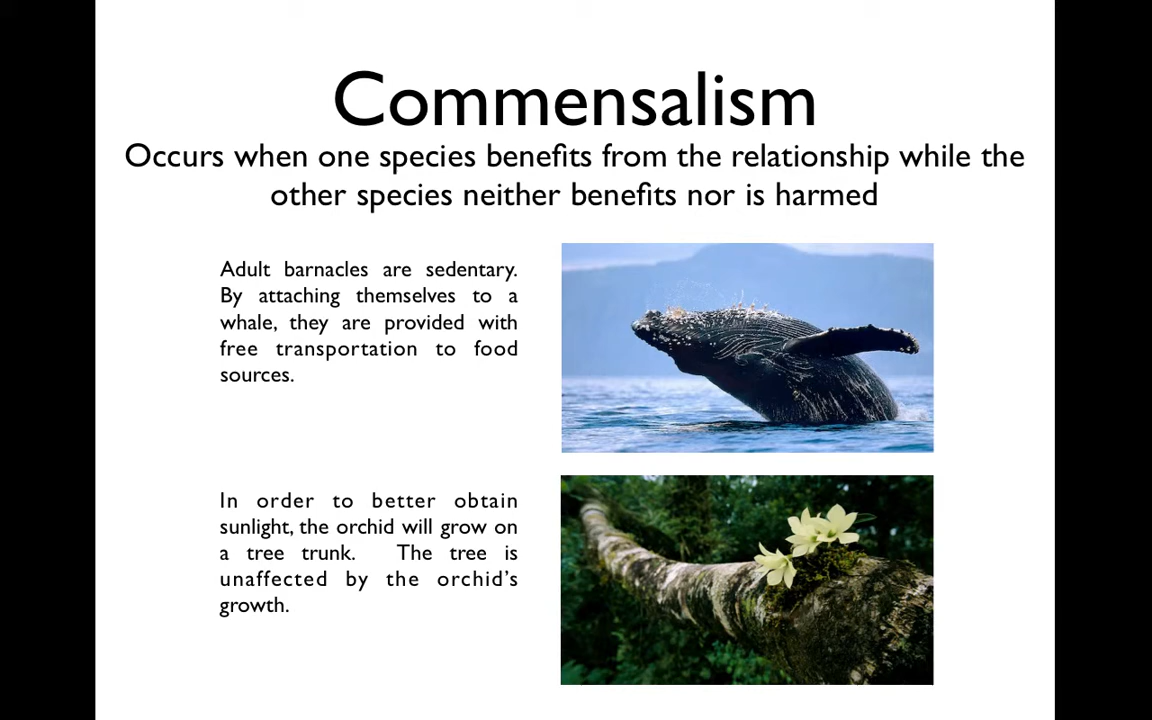 Commensalism
Occurs when one species benefits from the relationship while the
other species neither benefits nor is harmed
Adult barnacles are sedentary.
By attaching themselves to a
whale, they are provided with
free transportation to food
sources.
In order to better obtain
sunlight, the orchid will grow on
a tree trunk. The tree is
unaffected by the orchid’s
growth.